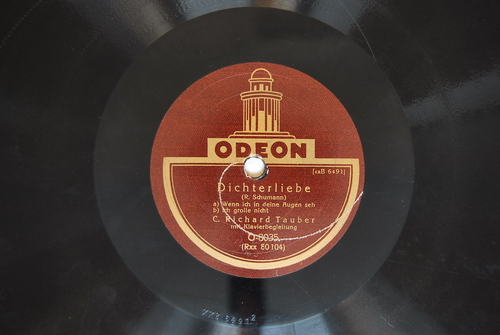 ODEON
[xaB 6491]
Dichterliebe
(R. Schumann)
a) Wenn ich in deine Augen seh
b) Ich grolle nicht
C. Richard Tauber
mit Klavierbegleitung
O-8035
(Rxx 80104)